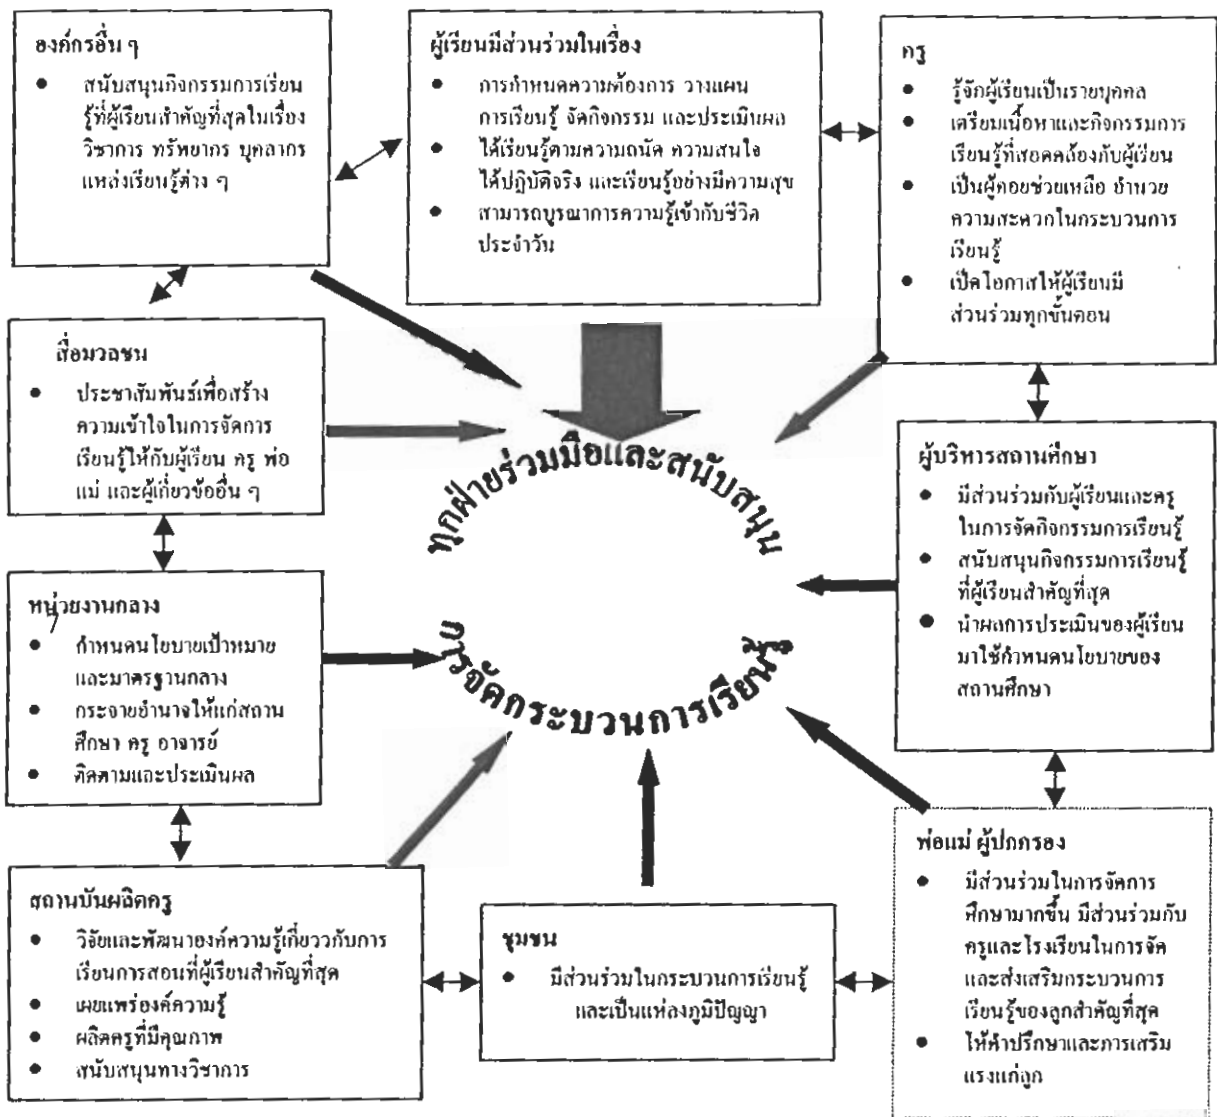 องค์กรอื่น ๆ
• สนับสนุนกิจกรรมการเรียน
รู้ที่ผู้เรียนสำคัญที่สุดในเรื่อง
วิชาการ ทรัพยากร บุคลากร
แหล่งเรียนรู้ต่าง ๆ
ผู้เรียนมีส่วนร่วมในเรื่อง
• การกำหนดความต้องการ วางแผน
การเรียนรู้ จัดกิจกรรม และประเมินผล
• ได้เรียนรู้ตามความถนัด ความสนใจ
ได้ปฏิบัติจริง และเรียนรู้อย่างมีความสุข
• สามารถบูรณาการความรู้เข้ากับชีวิต
ประจำวัน
ครู
• รู้จักผู้เรียนเป็นรายบุคคล
• เตรียมเนื้อหาและกิจกรรมการ
เรียนรู้ที่สอดคล้องกับผู้เรียน
• เป็นผู้คอยช่วยเหลือ อำนวย
ความสะดวกในกระบวนการ
เรียนรู้
• เปิดโอกาสให้ผู้เรียนมี
ส่วนร่วมทุกขั้นตอน
สื่อมวลชน
• ประชาสัมพันธ์เพื่อสร้าง
ความเข้าใจในการจัดการ
เรียนรู้ให้กับผู้เรียน ครู พ่อ
แม่ และผู้เกี่ยวข้ออื่น ๆ
ทุกฝ่ายร่วมมือและสนับสนุน
การจัดกระบวนการเรียนรู้
ผู้บริหารสถานศึกษา
• มีส่วนร่วมกับผู้เรียนและครู
ในการจัดกิจกรรมการเรียนรู้
• สนับสนุนกิจกรรมการเรียนรู้
ที่ผู้เรียนสำคัญที่สุด
• นำผลการประเมินของผู้เรียน
มาใช้กำหนดนโยบายของ
สถานศึกษา
หน่วยงานกลาง
• กำหนดนโยบายเป้าหมาย
และมาตรฐานกลาง
• กระจายอำนาจให้แก่สถาน
ศึกษา ครู อาจารย์
• ติดตามและประเมินผล
สถาบันผลิตครู
• วิจัยและพัฒนาองค์ความรู้เกี่ยววกับการ
เรียนการสอนที่ผู้เรียนสำคัญที่สุด
• เผยแพร่องค์ความรู้
• ผลิตครูที่มีคุณภาพ
• สนับสนุนทางวิชาการ
ชุมชน
• มีส่วนร่วมในกระบวนการเรียนรู้
และเป็นแหล่งภูมิปัญญา
พ่อแม่ ผู้ปกครอง
• มีส่วนร่วมในการจัดการ
ศึกษามากขึ้น มีส่วนร่วมกับ
ครูและโรงเรียนในการจัด
และส่งเสริมกระบวนการ
เรียนรู้ของลูกสำคัญที่สุด
• ให้คำปรึกษาและการเสริม
แรงแก่ลูก